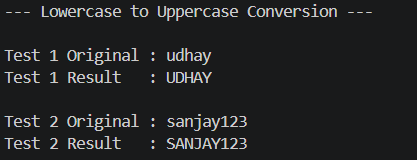 --- Lowercase to Uppercase Conversion ---
Test 1 Original : udhay
Test 1 Result   : UDHAY
Test 2 Original : sanjay123
Test 2 Result   : SANJAY123